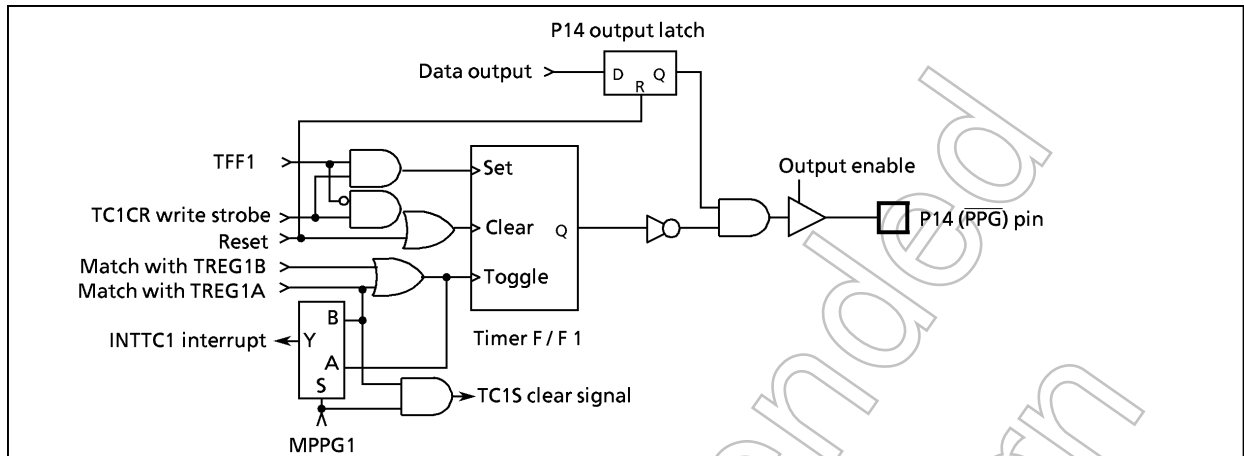 P14 output latch
Data output
D Q
R
TFF1
Set
Output enable
TC1CR write strobe
Clear
Q
P14 (PPG) pin
Reset
Match with TREG1B
Toggle
Match with TREG1A
B
INTTC1 interrupt
Y
Timer F / F 1
A
S
TC1S clear signal
MPPG1